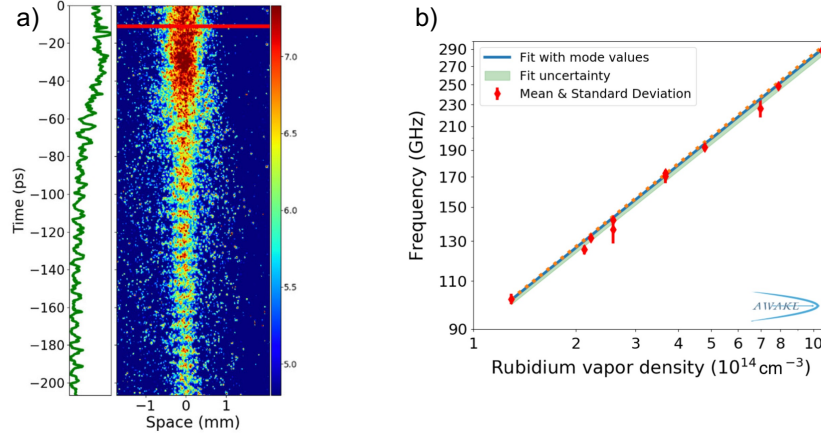 a)
0
−20
−40
−60
−80
−100
−120
−140
−160
−180
−200
Time (ps)
−1 0 1
Space (mm)
7.0
6.5
6.0
5.5
5.0
b)
290
270
250
230
210
190
170
150
130
110
90
Frequency (GHz)
Fit with mode values
Fit uncertainty
Mean & Standard Deviation
AWAKE
1 2 3 4 5 6 7 8 10
Rubidium vapor density (10¹⁴ cm⁻³)